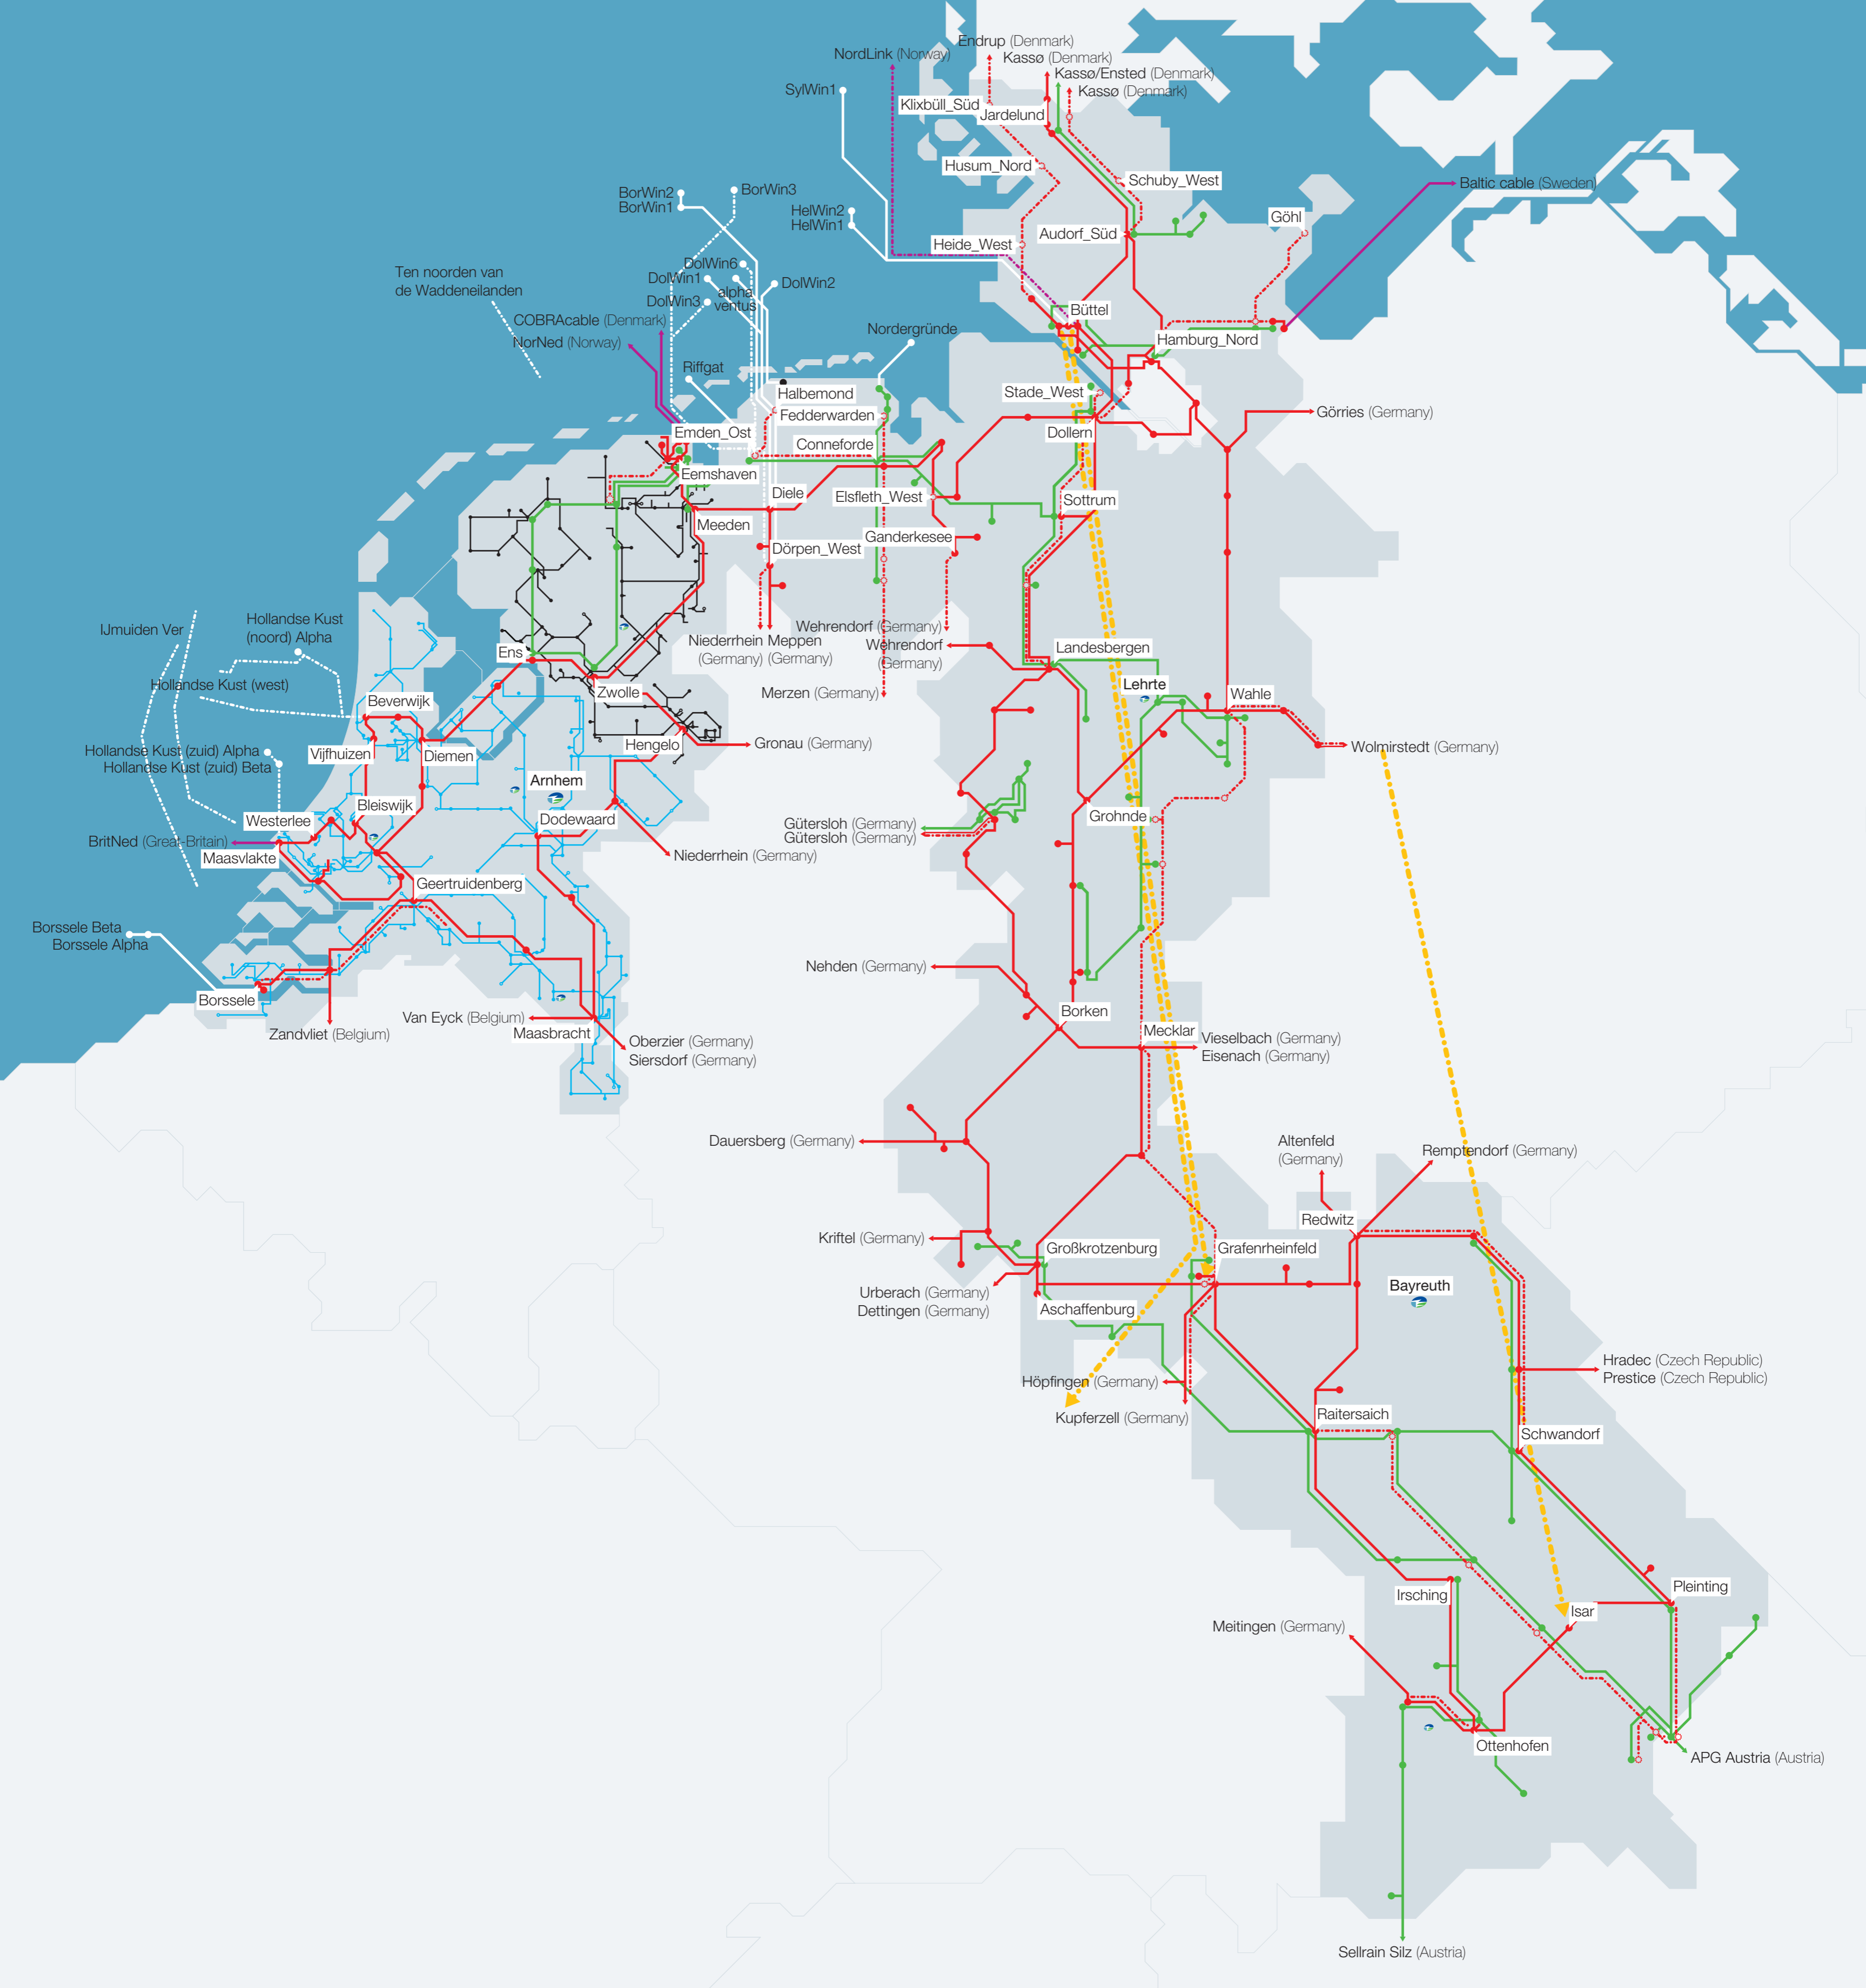 Endrup (Denmark)
NordLink (Norway)
Kassø (Denmark)
Kassø/Ensted (Denmark)
SylWin1
Kassø (Denmark)
Klixbüll_Süd
Jardelund
Husum_Nord
Schuby_West
Baltic cable (Sweden)
BorWin2
BorWin3
BorWin1
HelWin2
HelWin1
Göhl
Audorf_Süd
Heide_West
DolWin6
Ten noorden van
de Waddeneilanden
DolWin1
DolWin2
alpha
ventus
DolWin3
COBRAcable (Denmark)
Büttel
Nordergründe
NorNed (Norway)
Hamburg_Nord
Riffgat
Halbemond
Stade_West
Fedderwarden
Görries (Germany)
Emden_Ost
Dollern
Conneforde
Eemshaven
Diele
Elsfleth_West
Sottrum
Meeden
Ganderkesee
Dörpen_West
Hollandse Kust
(noord) Alpha
IJmuiden Ver
Wehrendorf (Germany)
Niederrhein
(Germany)
Meppen
(Germany)
Wehrendorf
(Germany)
Landesbergen
Ens
Hollandse Kust (west)
Lehrte
Zwolle
Merzen (Germany)
Wahle
Beverwijk
Hengelo
Gronau (Germany)
Wolmirstedt (Germany)
Hollandse Kust (zuid) Alpha
Vijfhuizen
Diemen
Hollandse Kust (zuid) Beta
Arnhem
Bleiswijk
Westerlee
Dodewaard
Grohnde
Gütersloh (Germany)
Gütersloh (Germany)
BritNed (Great-Britain)
Maasvlakte
Niederrhein (Germany)
Geertruidenberg
Borssele Beta
Borssele Alpha
Nehden (Germany)
Borssele
Borken
Van Eyck (Belgium)
Zandvliet (Belgium)
Maasbracht
Mecklar
Oberzier (Germany)
Siersdorf (Germany)
Vieselbach (Germany)
Eisenach (Germany)
Dauersberg (Germany)
Altenfeld
(Germany)
Remptendorf (Germany)
Redwitz
Kriftel (Germany)
Großkrotzenburg
Grafenrheinfeld
Urberach (Germany)
Dettingen (Germany)
Bayreuth
Aschaffenburg
Hradec (Czech Republic)
Prestice (Czech Republic)
Höpfingen (Germany)
Kupferzell (Germany)
Raitersaich
Schwandorf
Irsching
Pleinting
Isar
Meitingen (Germany)
Ottenhofen
APG Austria (Austria)
Sellrain Silz (Austria)